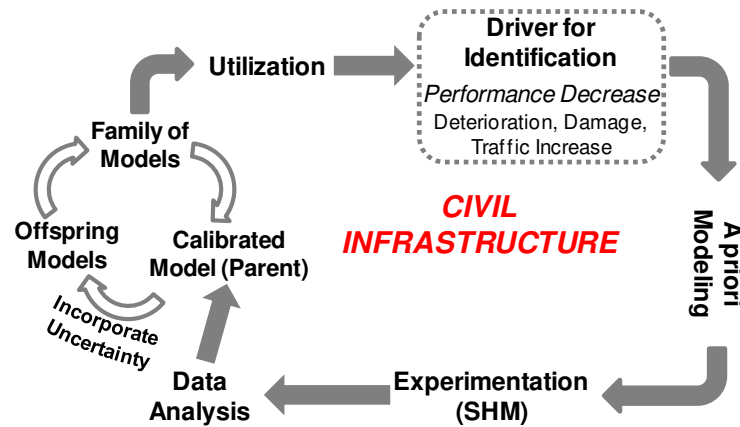 Driver for
Identification
Performance Decrease
Deterioration, Damage,
Traffic Increase
Utilization
Family of
Models
Offspring
Models
Calibrated
Model (Parent)
Incorporate
Uncertainty
CIVIL
INFRASTRUCTURE
A priori
Modeling
Data
Analysis
Experimentation
(SHM)